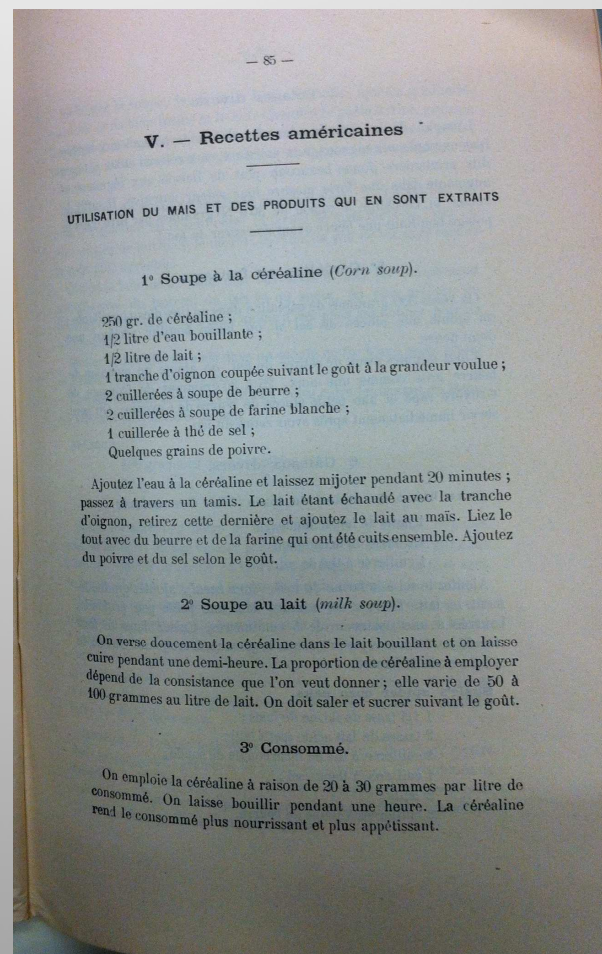 — 85 —
V. — Recettes américaines
UTILISATION DU MAIS ET DES PRODUITS QUI EN SONT EXTRAITS
1º Soupe à la céréaline (Corn soup).
250 gr. de céréaline ;
1/2 litre d'eau bouillante ;
1/2 litre de lait ;
1 tranche d'oignon coupée suivant le goût à la grandeur voulue ;
2 cuillerées à soupe de beurre ;
2 cuillerées à soupe de farine blanche ;
1 cuillerée à thé de sel ;
Quelques grains de poivre.
Ajoutez l'eau à la céréaline et laissez mijoter pendant 20 minutes ;
passez à travers un tamis. Le lait étant échaudé avec la tranche
d'oignon, retirez cette dernière et ajoutez le lait au maïs. Liez le
tout avec du beurre et de la farine qui ont été cuits ensemble. Ajoutez
du poivre et du sel selon le goût.
2º Soupe au lait (milk soup).
On verse doucement la céréaline dans le lait bouillant et on laisse
cuire pendant une demi-heure. La proportion de céréaline à employer
dépend de la consistance que l'on veut donner ; elle varie de 50 à
100 grammes au litre de lait. On doit saler et sucrer suivant le goût.
3º Consommé.
On emploie la céréaline à raison de 20 à 30 grammes par litre de
consommé. On laisse bouillir pendant une heure. La céréaline
rend le consommé plus nourrissant et plus appétissant.